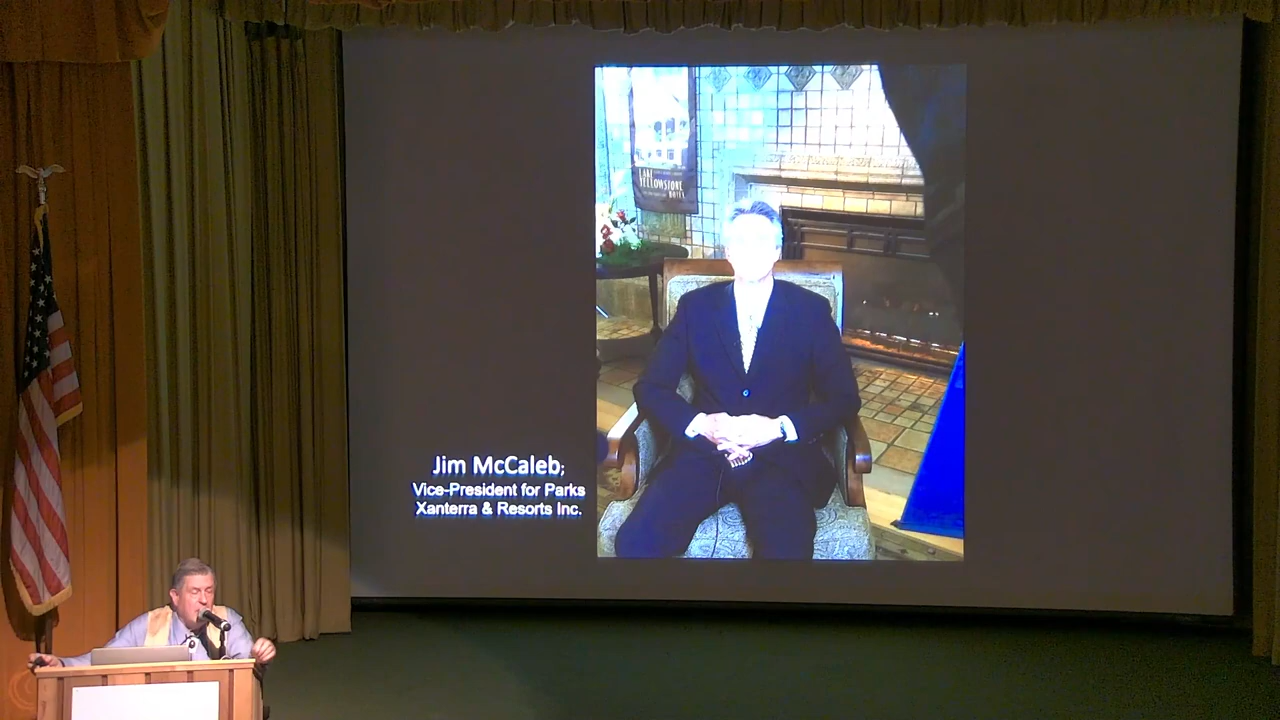 LAKE
YELLOWSTONE
HOTEL
Jim McCaleb;
Vice-President for Parks
Xanterra & Resorts Inc.